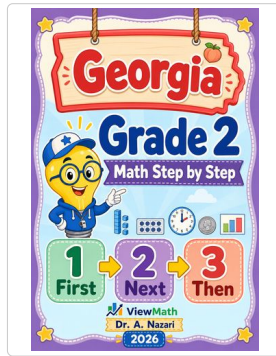 Georgia
Grade 2
Math Step by Step
1 2 3
First Next Then
ViewMath
Dr. A. Nazari
2026